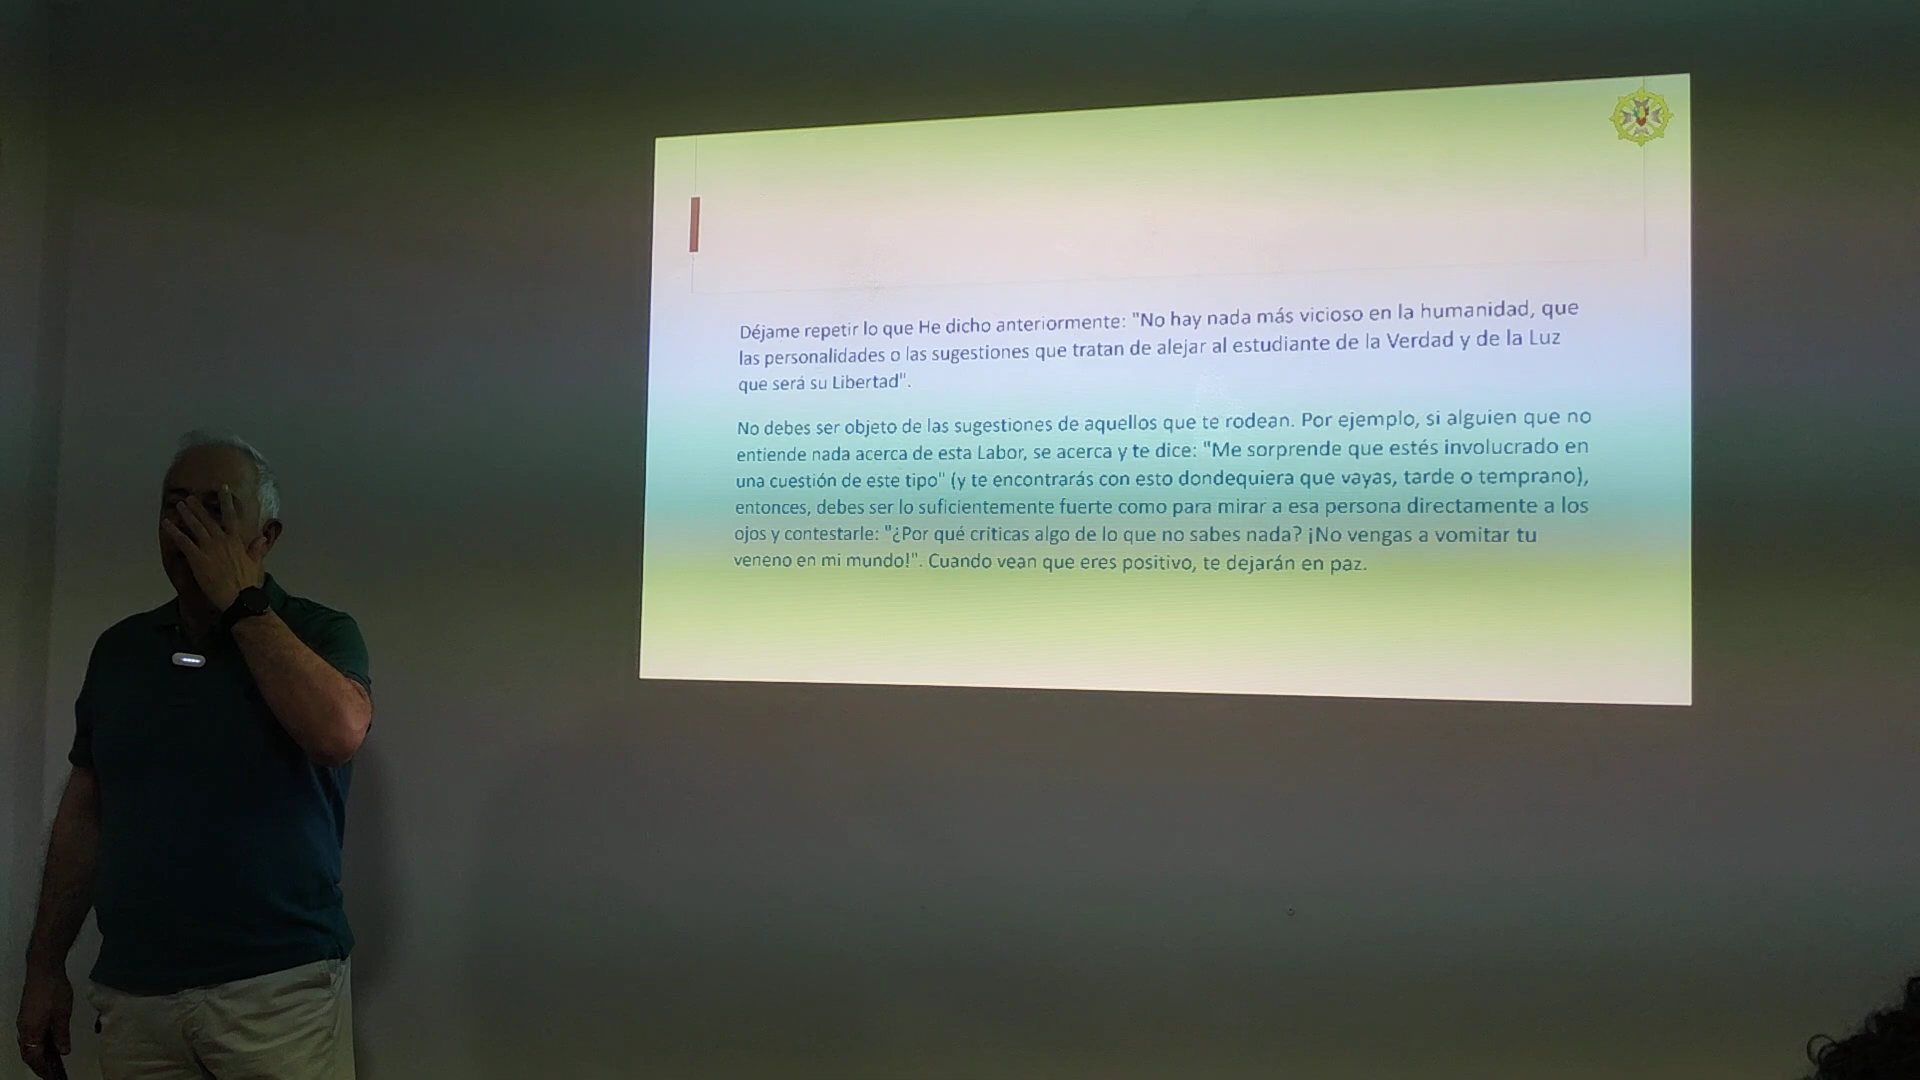 Déjame repetir lo que He dicho anteriormente: "No hay nada más vicioso en la humanidad, que
las personalidades o las sugestiones que tratan de alejar al estudiante de la Verdad y de la Luz
que será su Libertad".
No debes ser objeto de las sugestiones de aquellos que te rodean. Por ejemplo, si alguien que no
entiende nada acerca de esta Labor, se acerca y te dice: "Me sorprende que estés involucrado en
una cuestión de este tipo" (y te encontrarás con esto dondequiera que vayas, tarde o temprano),
entonces, debes ser lo suficientemente fuerte como para mirar a esa persona directamente a los
ojos y contestarle: "¿Por qué criticas algo de lo que no sabes nada? ¡No vengas a vomitar tu
veneno en mi mundo!". Cuando vean que eres positivo, te dejarán en paz.